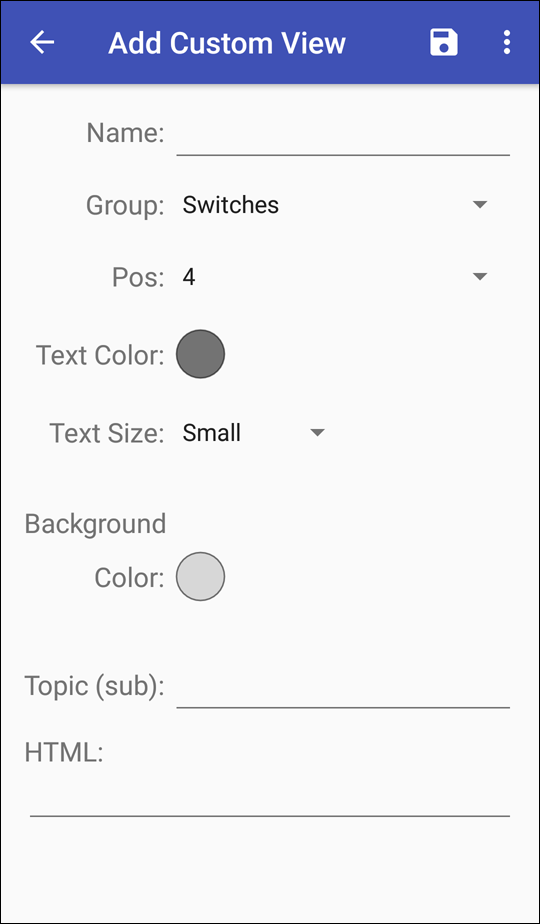 Add Custom View
Name:
Group: Switches
Pos: 4
Text Color:
Text Size: Small
Background
Color:
Topic (sub):
HTML: